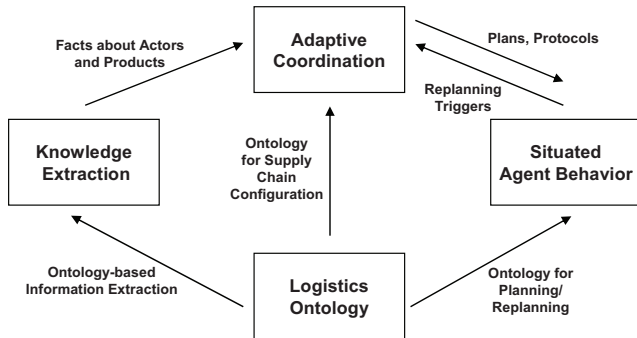 Facts about Actors
and Products
Adaptive
Coordination
Plans, Protocols
Replanning
Triggers
Knowledge
Extraction
Ontology
for Supply
Chain
Configuration
Situated
Agent Behavior
Ontology-based
Information Extraction
Logistics
Ontology
Ontology for
Planning/
Replanning